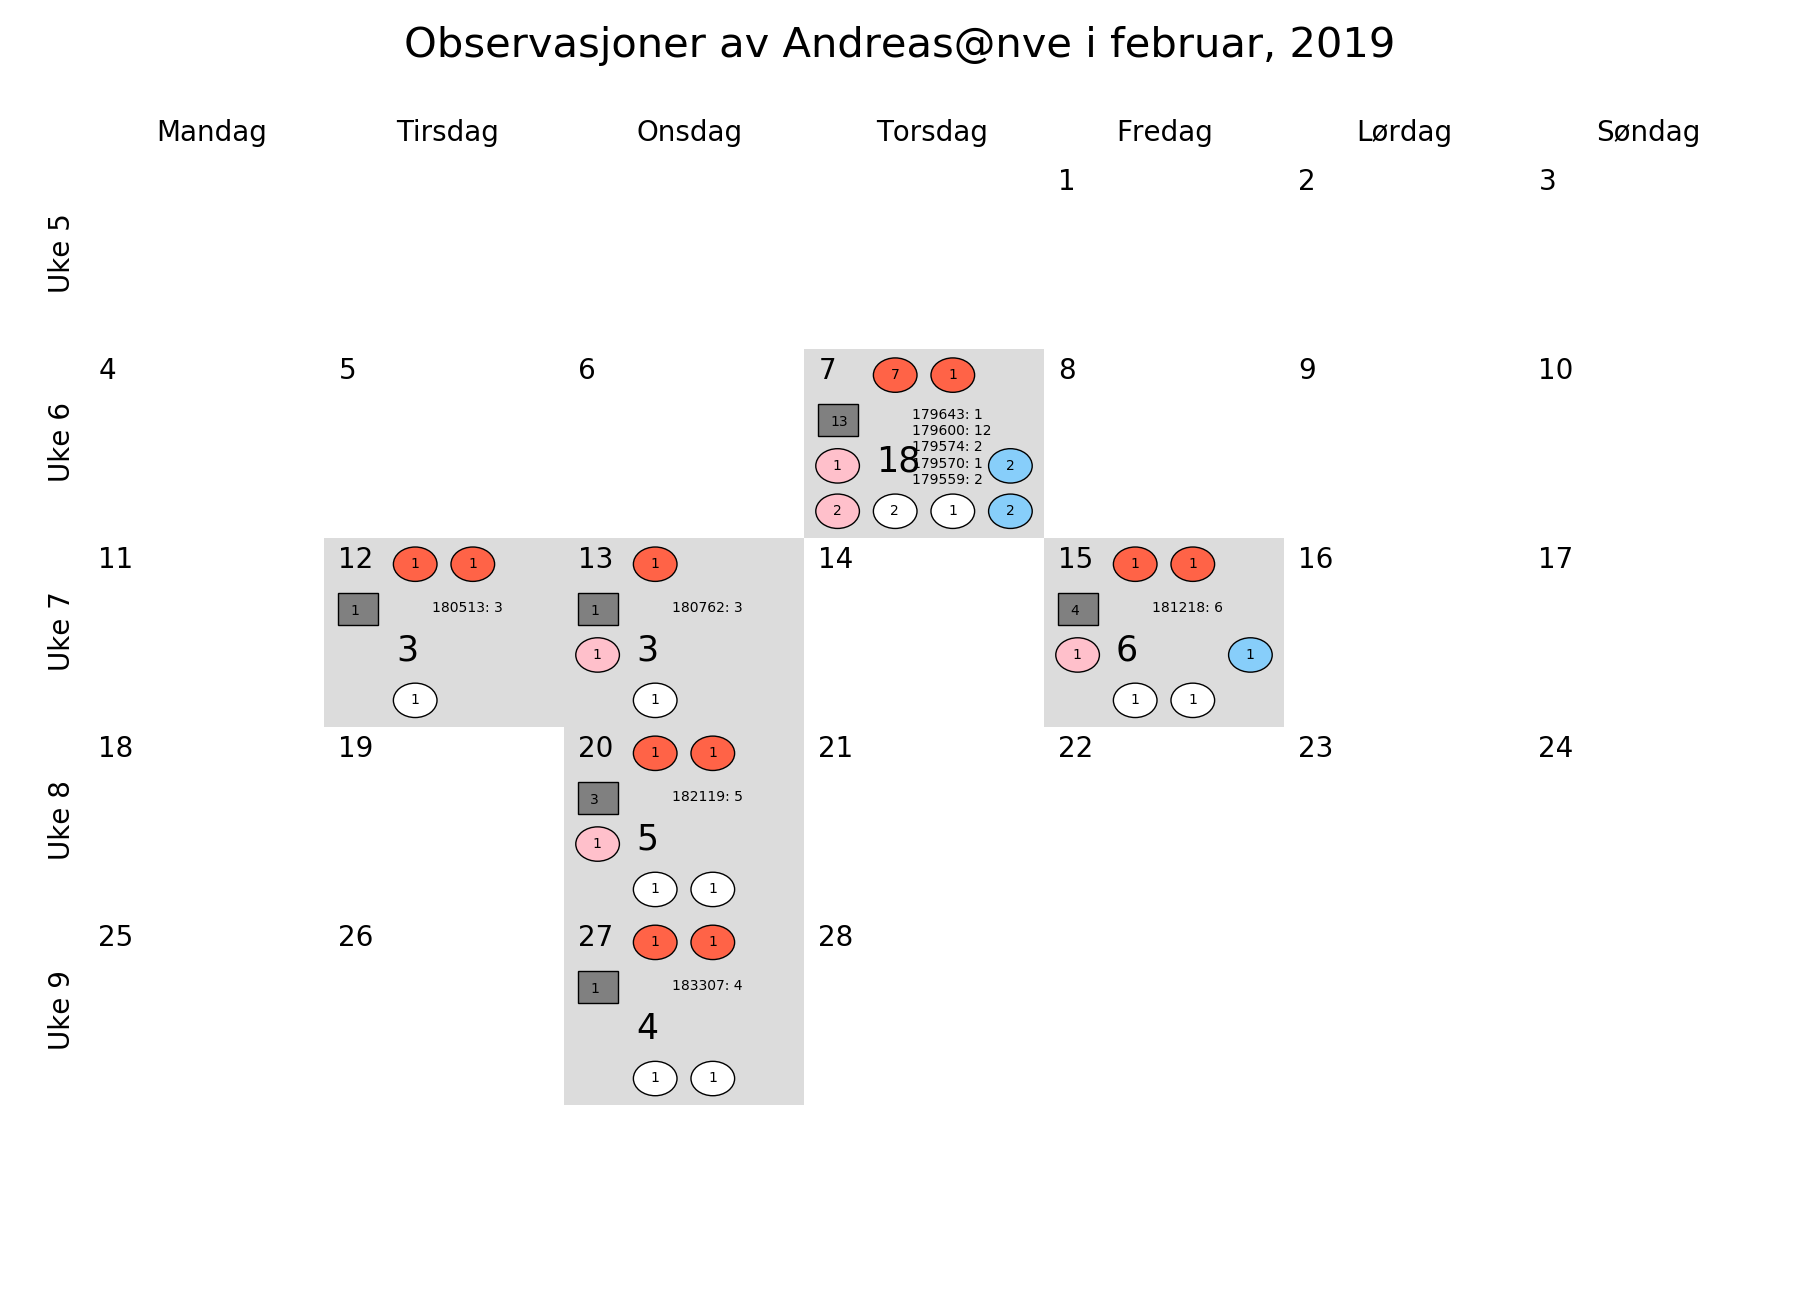 Observasjoner av Andreas@nve i februar, 2019
Mandag Tirsdag Onsdag Torsdag Fredag Lørdag Søndag
Uke 5
1 2 3
Uke 6
4 5 6 7 7 1 8 9 10
13
179643: 1
179600: 12
179574: 2
1 18 179570: 1 2
179559: 2
2 2 1 2
Uke 7
11 12 1 1 13 1 14 15 1 1 16 17
1 180513: 3 1 180762: 3 4 181218: 6
3 1 3 1 6 1
1 1 1 1
Uke 8
18 19 20 1 1 21 22 23 24
3 182119: 5
1 5
1 1
Uke 9
25 26 27 1 1 28
1 183307: 4
4
1 1